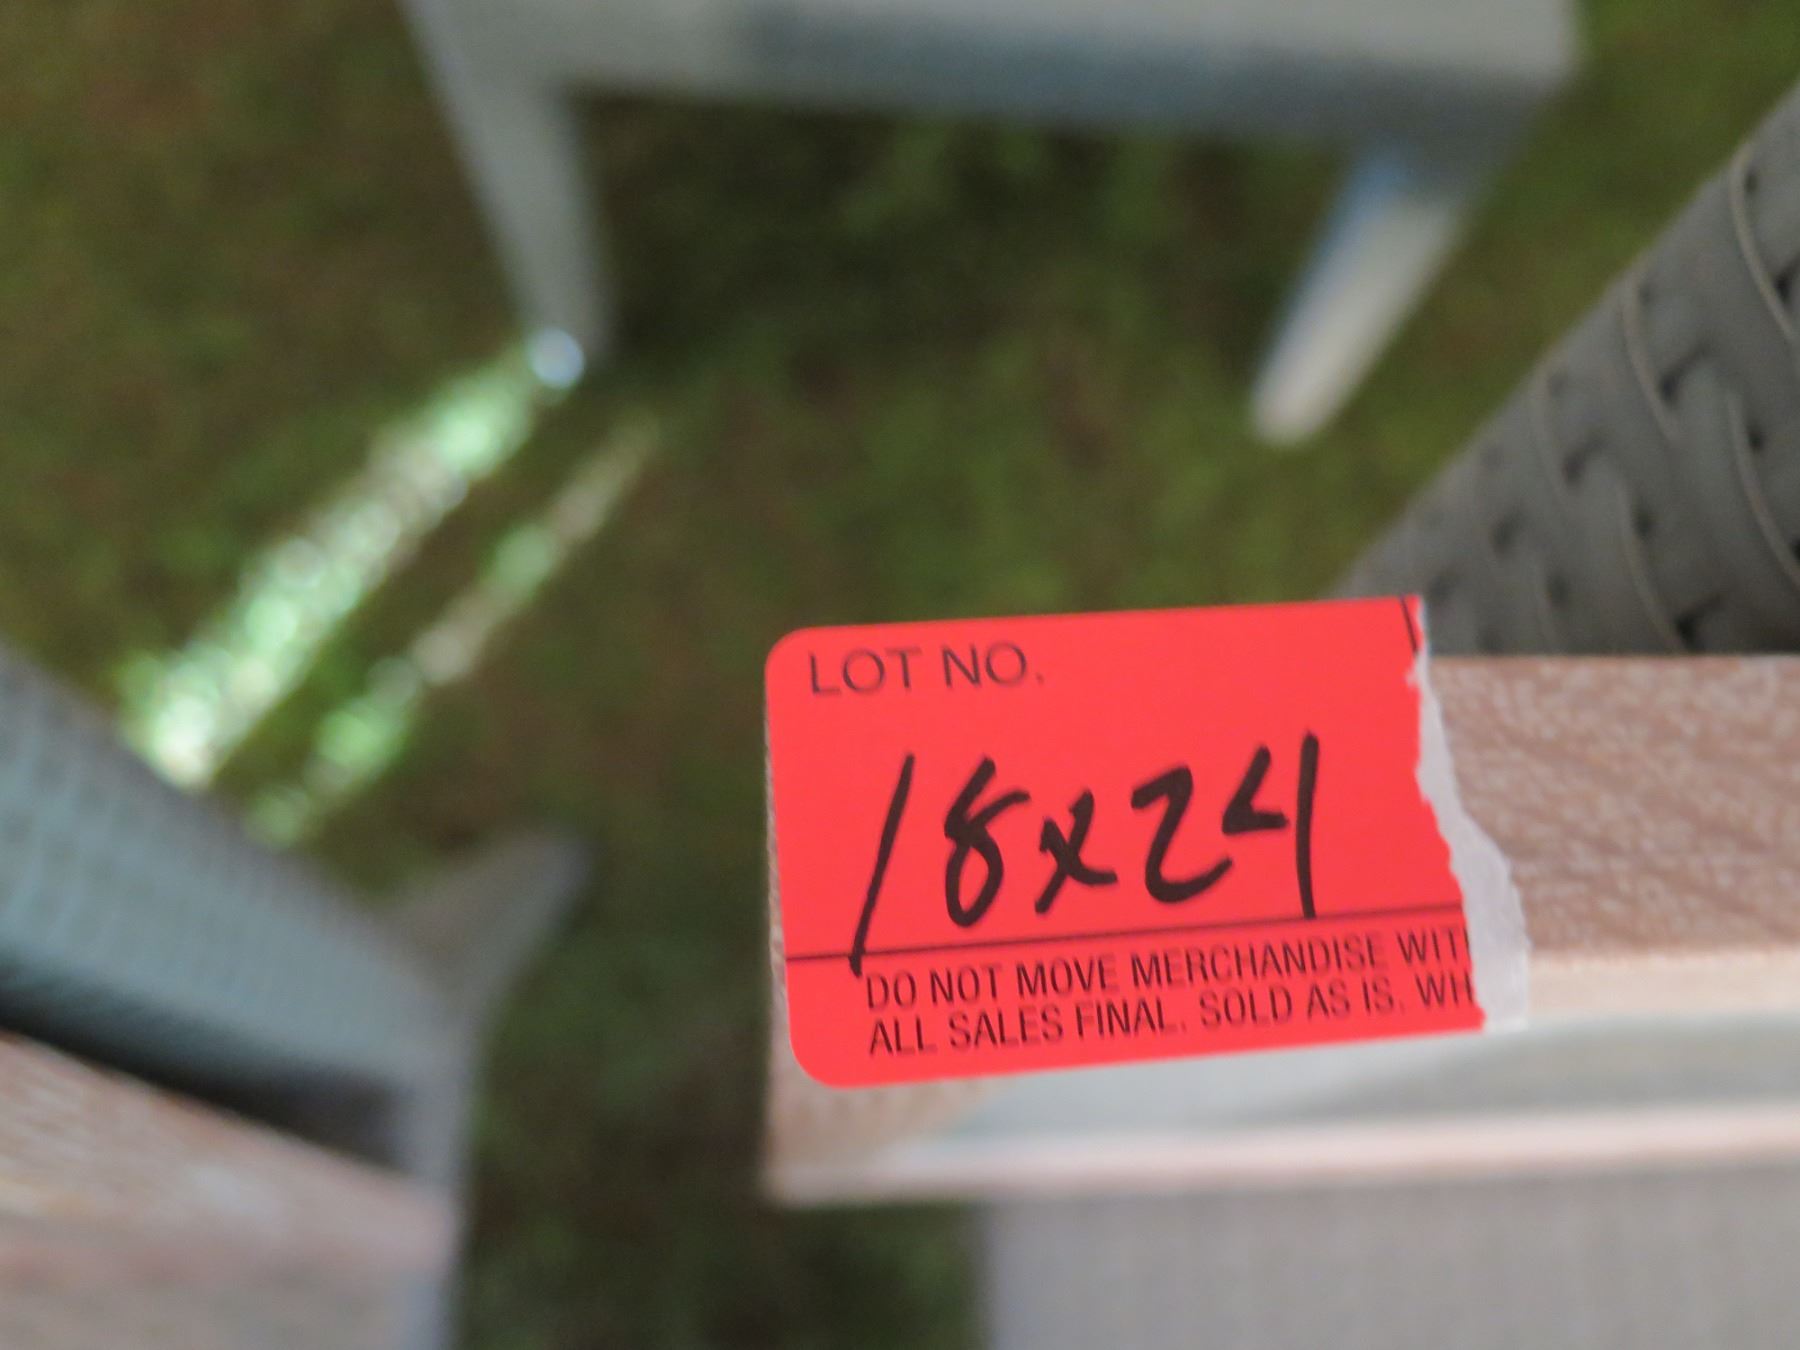 LOT NO.
18x24
DO NOT MOVE MERCHANDISE WIT
ALL SALES FINAL. SOLD AS IS. WH